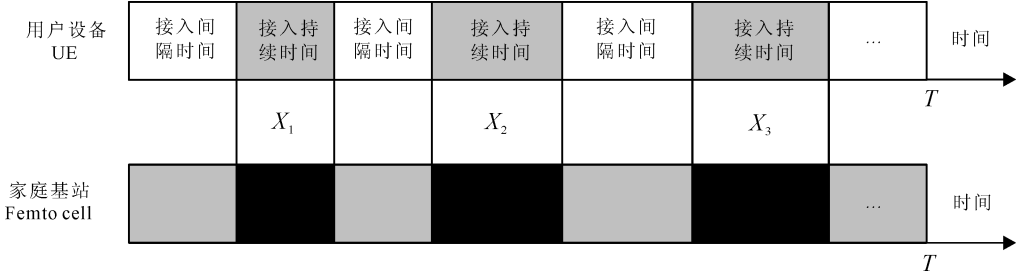 用户设备
UE
接入间
隔时间
接入持
续时间
接入间
隔时间
接入持
续时间
接入间
隔时间
接入持
续时间
...
时间
T
X₁
X₂
X₃
家庭基站
Femto cell
...
时间
T